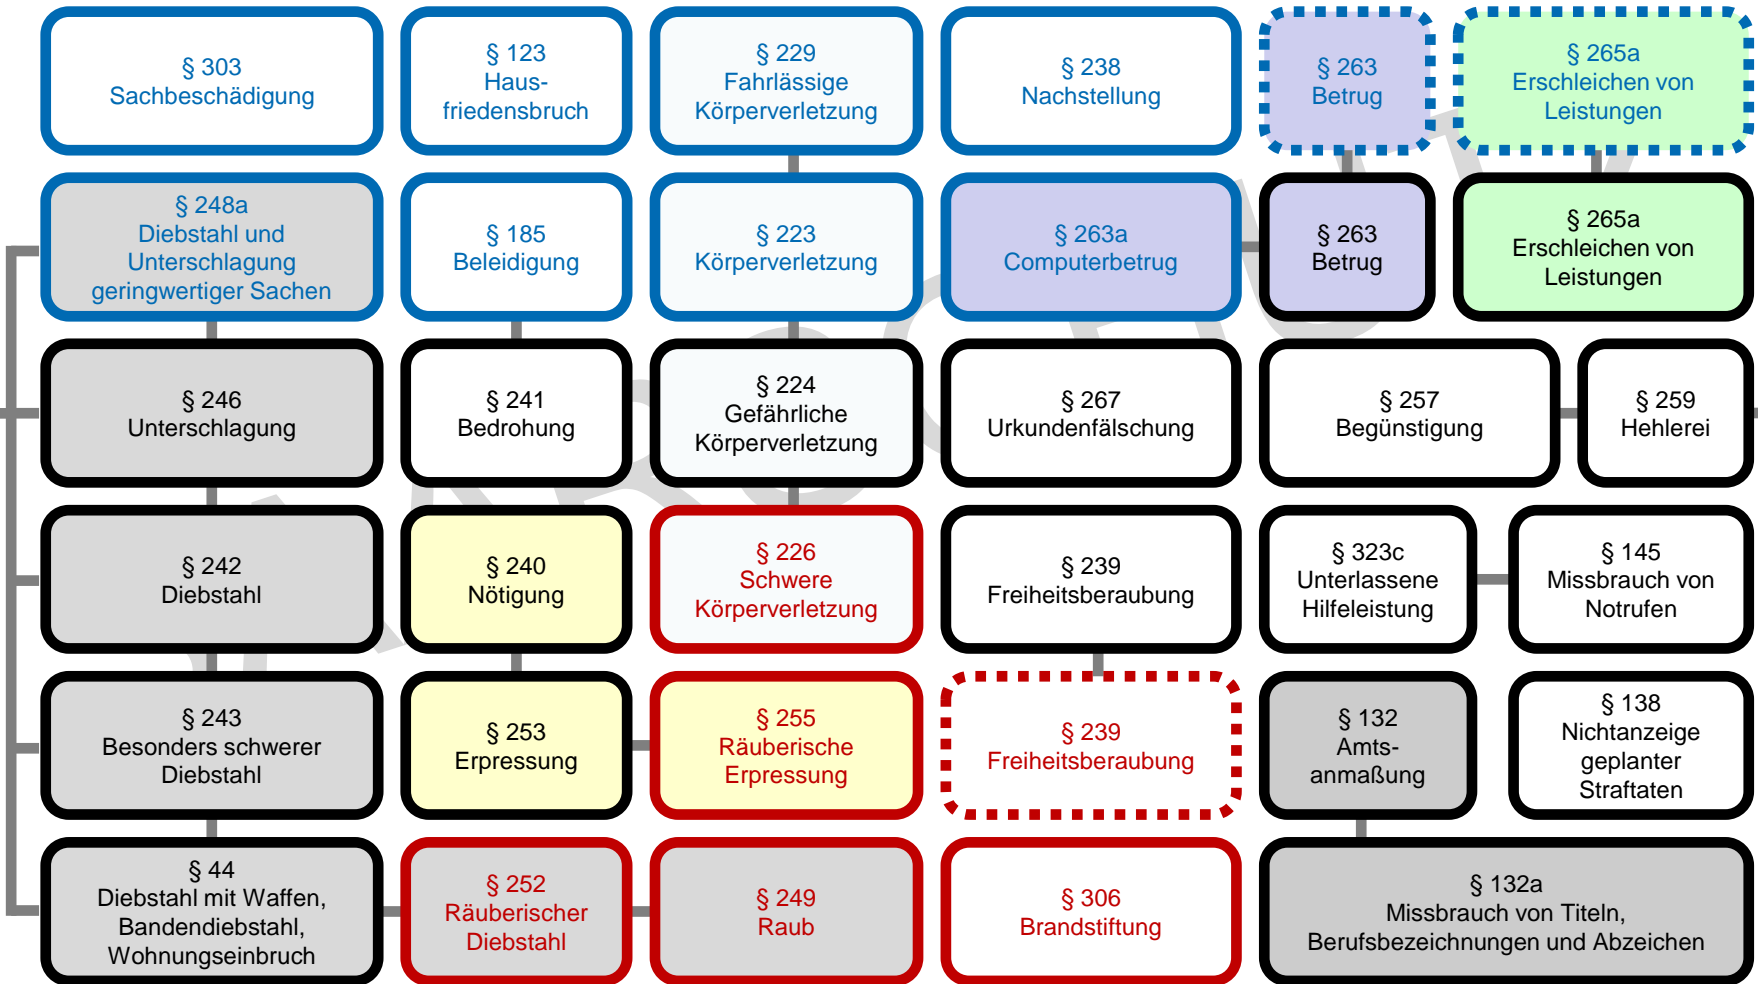 § 303
Sachbeschädigung
§ 123
Haus-
friedensbruch
§ 229
Fahrlässige
Körperverletzung
§ 238
Nachstellung
§ 263
Betrug
§ 265a
Erschleichen von
Leistungen
§ 248a
Diebstahl und
Unterschlagung
geringwertiger Sachen
§ 185
Beleidigung
§ 223
Körperverletzung
§ 263a
Computerbetrug
§ 263
Betrug
§ 265a
Erschleichen von
Leistungen
§ 246
Unterschlagung
§ 241
Bedrohung
§ 224
Gefährliche
Körperverletzung
§ 267
Urkundenfälschung
§ 257
Begünstigung
§ 259
Hehlerei
§ 242
Diebstahl
§ 240
Nötigung
§ 226
Schwere
Körperverletzung
§ 239
Freiheitsberaubung
§ 323c
Unterlassene
Hilfeleistung
§ 145
Missbrauch von
Notrufen
§ 243
Besonders schwerer
Diebstahl
§ 253
Erpressung
§ 255
Räuberische
Erpressung
§ 239
Freiheitsberaubung
§ 132
Amts-
anmaßung
§ 138
Nichtanzeige
geplanter
Straftaten
§ 44
Diebstahl mit Waffen,
Bandendiebstahl,
Wohnungseinbruch
§ 252
Räuberischer
Diebstahl
§ 249
Raub
§ 306
Brandstiftung
§ 132a
Missbrauch von Titeln,
Berufsbezeichnungen und Abzeichen